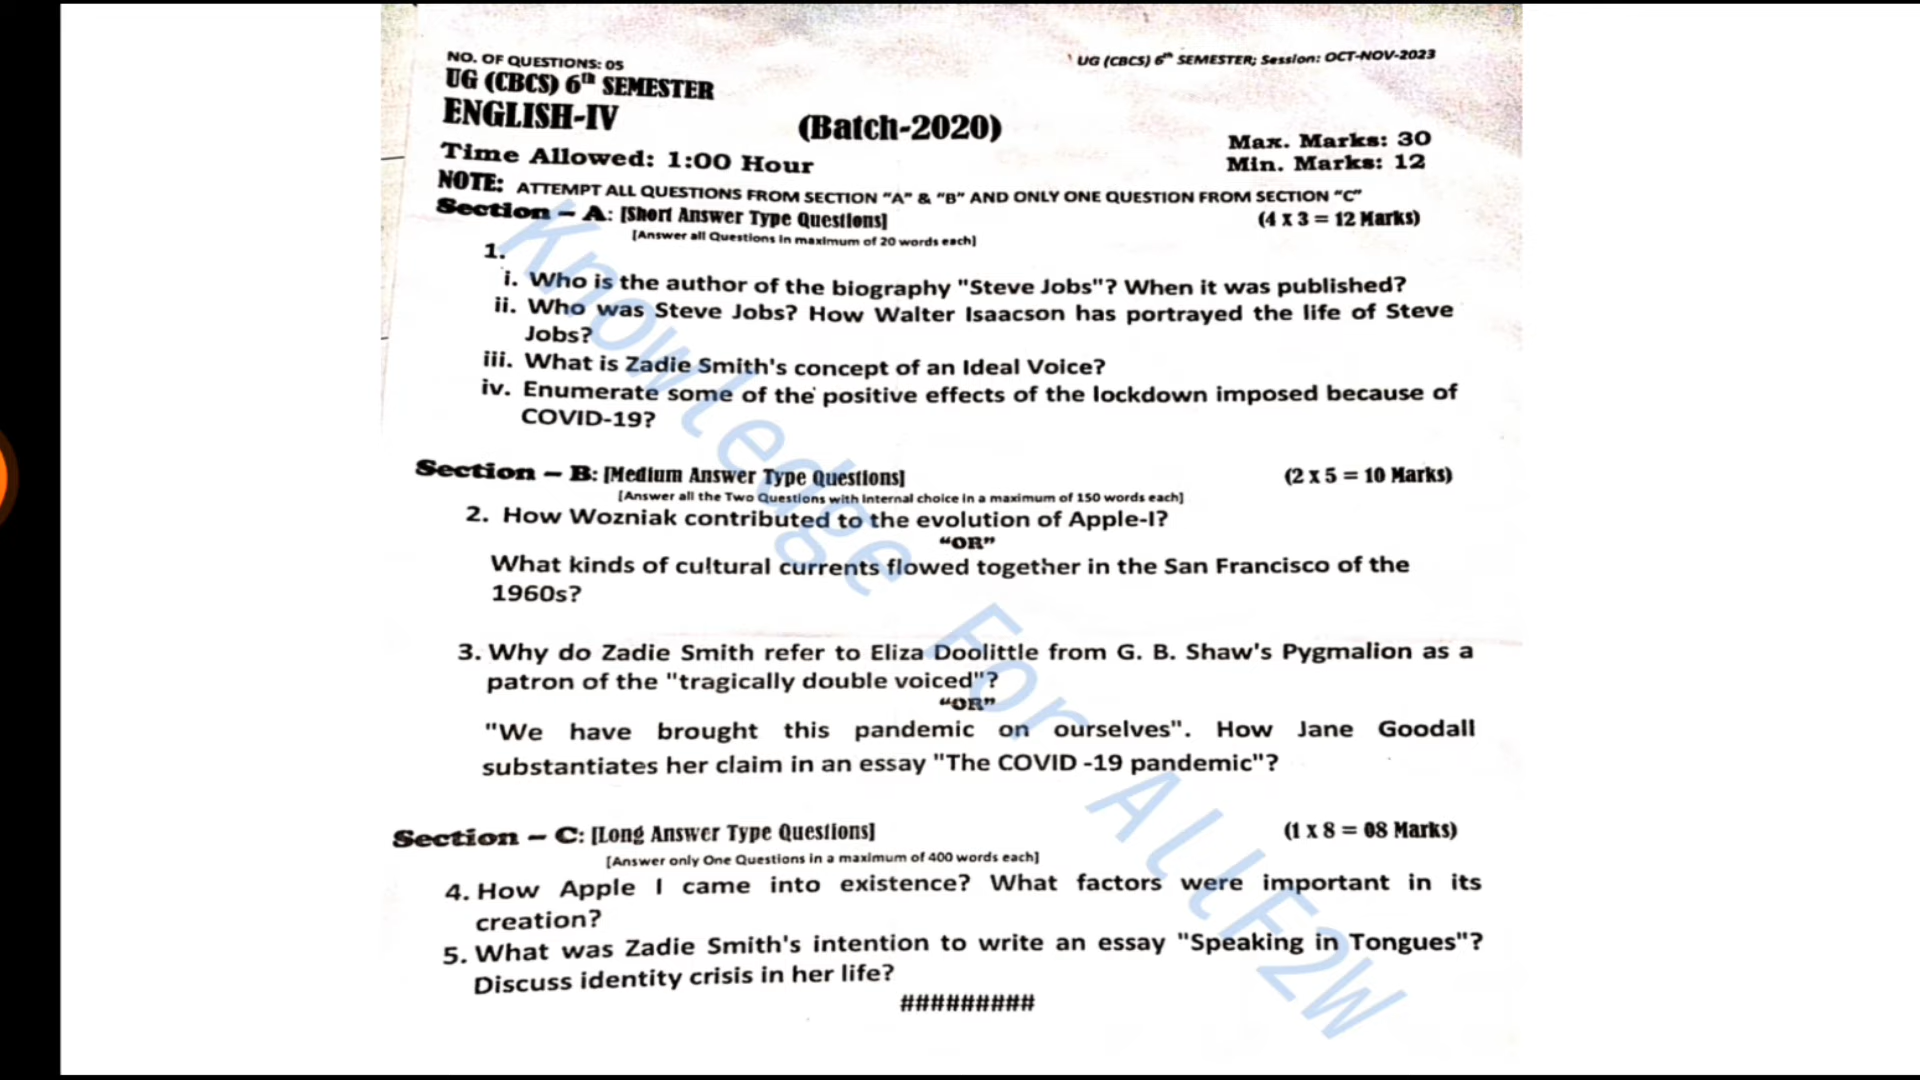 NO. OF QUESTIONS: 05
UG (CBCS) 6th SEMESTER; Session: OCT-NOV-2023
UG (CBCS) 6th SEMESTER
ENGLISH-IV
(Batch-2020)
Max. Marks: 30
Time Allowed: 1:00 Hour
Min. Marks: 12
NOTE: ATTEMPT ALL QUESTIONS FROM SECTION "A" & "B" AND ONLY ONE QUESTION FROM SECTION "C"
Section – A: [Short Answer Type Questions] (4 x 3 = 12 Marks)
[Answer all Questions in maximum of 20 words each]
1.
i. Who is the author of the biography "Steve Jobs"? When it was published?
ii. Who was Steve Jobs? How Walter Isaacson has portrayed the life of Steve
Jobs?
iii. What is Zadie Smith's concept of an Ideal Voice?
iv. Enumerate some of the positive effects of the lockdown imposed because of
COVID-19?
Section – B: [Medium Answer Type Questions] (2 x 5 = 10 Marks)
[Answer all the Two Questions with Internal choice in a maximum of 150 words each]
2. How Wozniak contributed to the evolution of Apple-I?
"OR"
What kinds of cultural currents flowed together in the San Francisco of the
1960s?
3. Why do Zadie Smith refer to Eliza Doolittle from G. B. Shaw's Pygmalion as a
patron of the "tragically double voiced"?
"OR"
"We have brought this pandemic on ourselves". How Jane Goodall
substantiates her claim in an essay "The COVID -19 pandemic"?
Section – C: [Long Answer Type Questions] (1 x 8 = 08 Marks)
[Answer only One Questions in a maximum of 400 words each]
4. How Apple I came into existence? What factors were important in its
creation?
5. What was Zadie Smith's intention to write an essay "Speaking in Tongues"?
Discuss identity crisis in her life?
#########
Knowledge For AllF2W